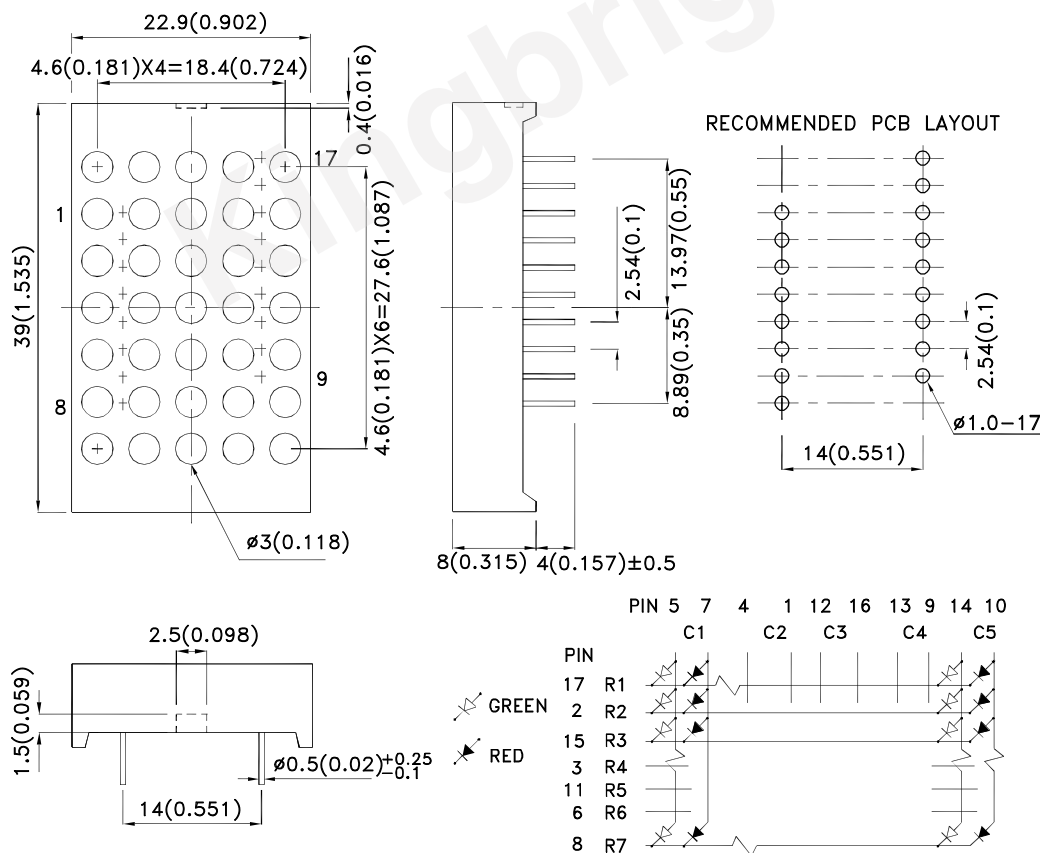 Kingbrig
22.9(0.902)
4.6(0.181)X4=18.4(0.724)
0.4(0.016)
17
1
39(1.535)
4.6(0.181)X6=27.6(1.087)
9
8
ø3(0.118)
2.54(0.1)
13.97(0.55)
8.89(0.35)
8(0.315) 4(0.157)±0.5
RECOMMENDED PCB LAYOUT
2.54(0.1)
ø1.0-17
14(0.551)
2.5(0.098)
1.5(0.059)
ø0.5(0.02)+0.25
-0.1
14(0.551)
GREEN
RED
PIN 5 7 4 1 12 16 13 9 14 10
C1 C2 C3 C4 C5
PIN
17 R1
2 R2
15 R3
3 R4
11 R5
6 R6
8 R7